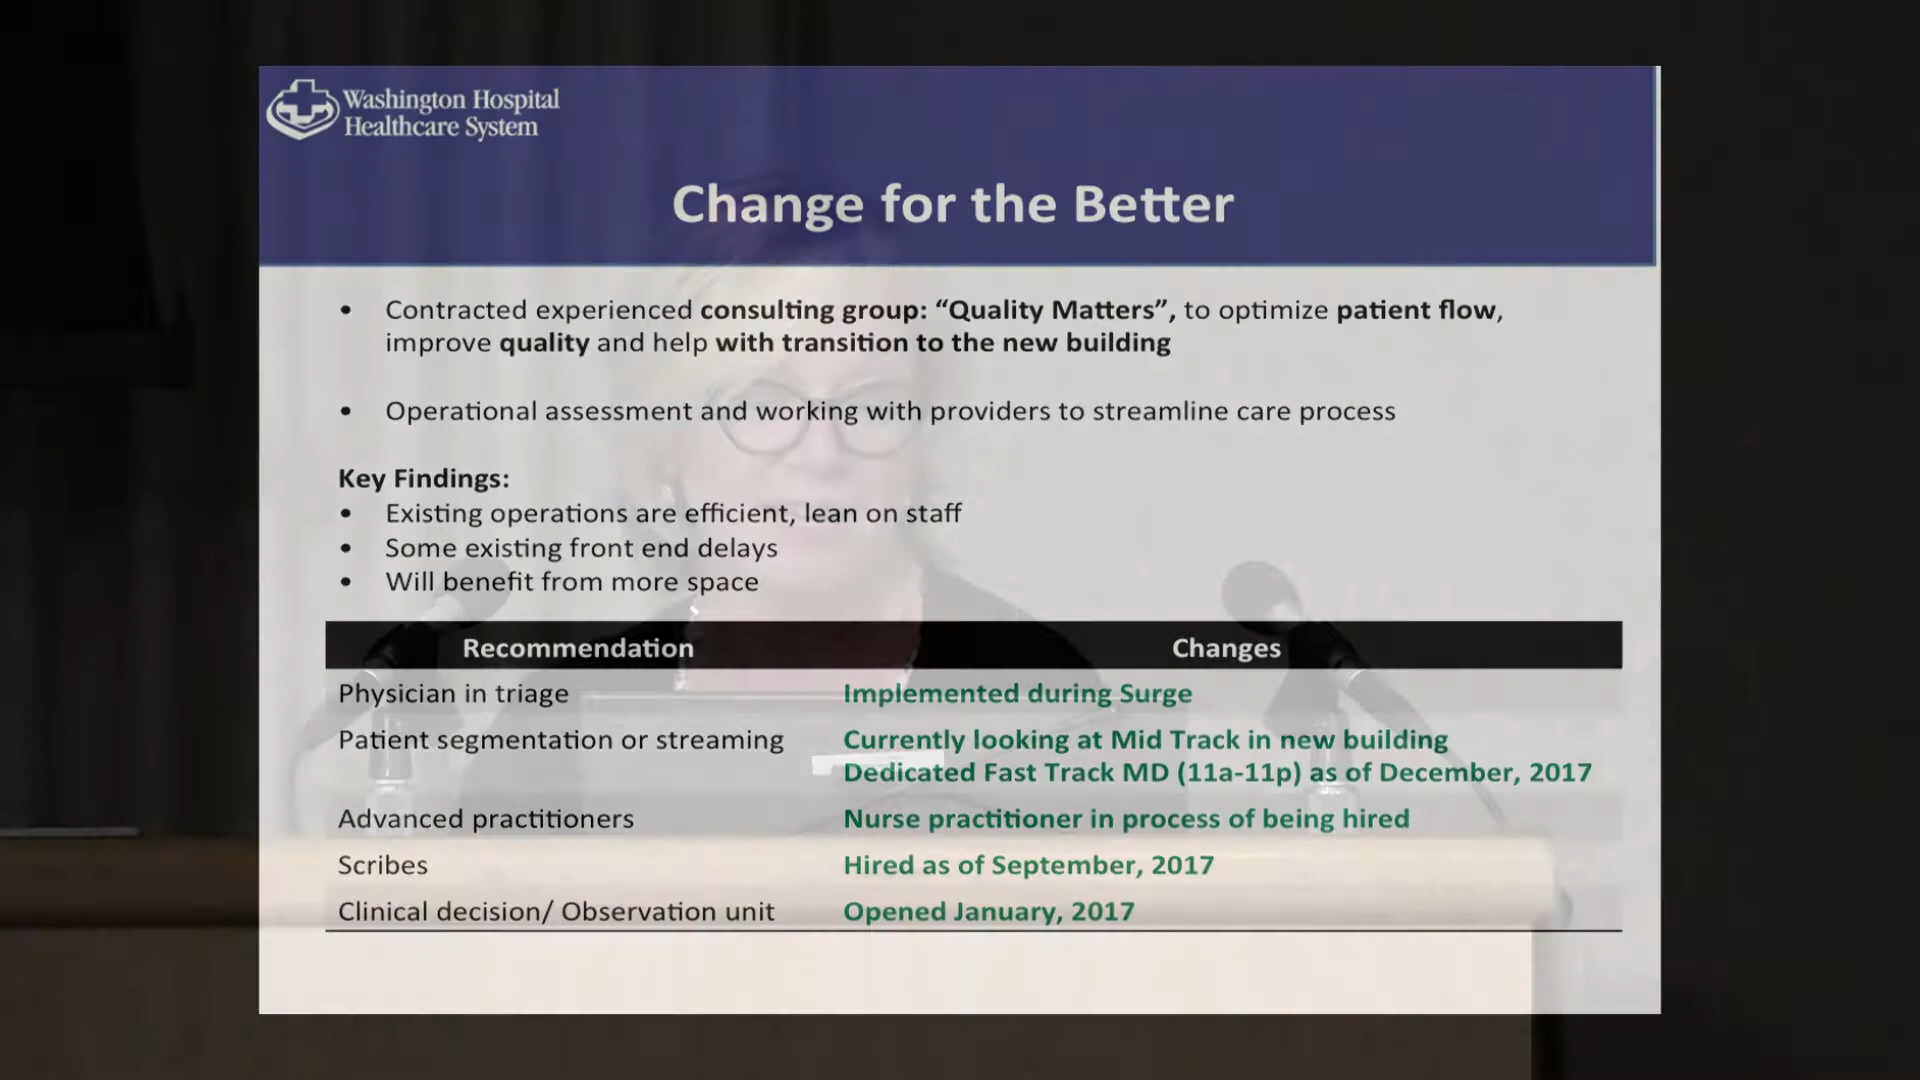 Washington Hospital
Healthcare System
Change for the Better
• Contracted experienced consulting group: “Quality Matters”, to optimize patient flow,
improve quality and help with transition to the new building
• Operational assessment and working with providers to streamline care process
Key Findings:
• Existing operations are efficient, lean on staff
• Some existing front end delays
• Will benefit from more space
Recommendation Changes
Physician in triage Implemented during Surge
Patient segmentation or streaming Currently looking at Mid Track in new building
Dedicated Fast Track MD (11a-11p) as of December, 2017
Advanced practitioners Nurse practitioner in process of being hired
Scribes Hired as of September, 2017
Clinical decision/ Observation unit Opened January, 2017